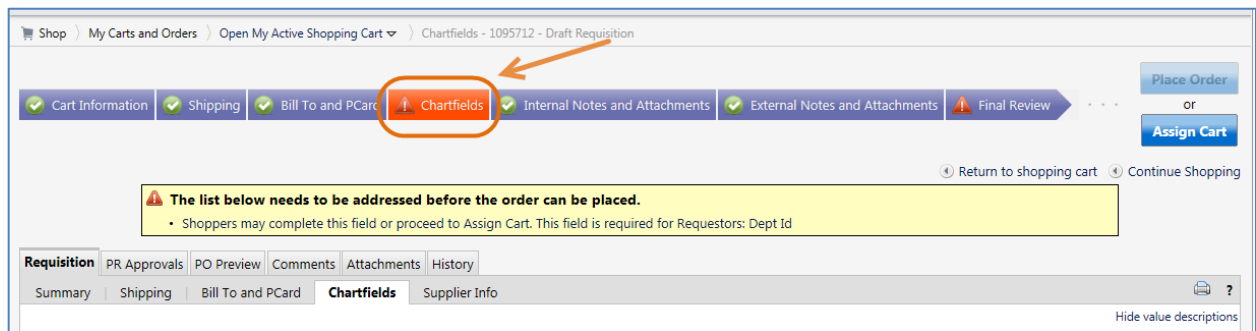 Shop My Carts and Orders Open My Active Shopping Cart Chartfields - 1095712 - Draft Requisition
Place Order
Cart Information Shipping Bill To and PCard Chartfields Internal Notes and Attachments External Notes and Attachments Final Review
or
Assign Cart
Return to shopping cart Continue Shopping
The list below needs to be addressed before the order can be placed.
• Shoppers may complete this field or proceed to Assign Cart. This field is required for Requestors: Dept Id
Requisition PR Approvals PO Preview Comments Attachments History
Summary Shipping Bill To and PCard Chartfields Supplier Info ?
Hide value descriptions